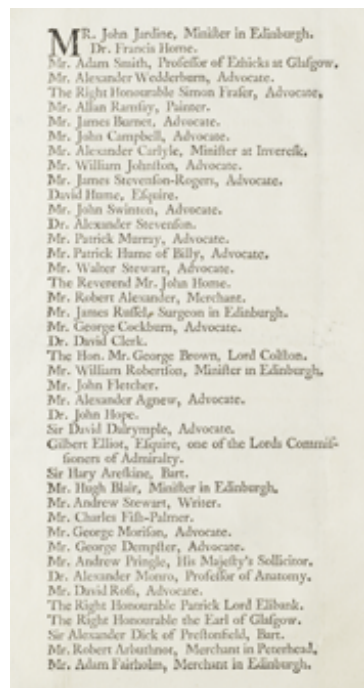 MR. John Jardine, Miniſter in Edinburgh.
Dr. Francis Home.
Mr. Adam Smith, Profeſſor of Ethicks at Glaſgow.
Mr. Alexander Wedderburn, Advocate.
The Right Honourable Simon Fraſer, Advocate.
Mr. Allan Ramſay, Painter.
Mr. James Burnet, Advocate.
Mr. John Campbell, Advocate.
Mr. Alexander Carlyle, Miniſter at Invereſk.
Mr. William Johnſton, Advocate.
Mr. James Stevenſon-Rogers, Advocate.
David Hume, Eſquire.
Mr. John Swinton, Advocate.
Dr. Alexander Stevenſon.
Mr. Patrick Murray, Advocate.
Mr. Patrick Hume of Billy, Advocate.
Mr. Walter Stewart, Advocate.
The Reverend Mr. John Home.
Mr. Robert Alexander, Merchant.
Mr. James Ruſſel, Surgeon in Edinburgh.
Mr. George Cockburn, Advocate.
Dr. David Clerk.
The Hon. Mr. George Brown, Lord Colſton.
Mr. William Robertſon, Miniſter in Edinburgh.
Mr. John Fletcher.
Mr. Alexander Agnew, Advocate.
Dr. John Hope.
Sir David Dalrymple, Advocate.
Gilbert Elliot, Eſquire, one of the Lords Commiſ-
ſioners of Admiralty.
Sir Hary Areſkine, Bart.
Mr. Hugh Blair, Miniſter in Edinburgh.
Mr. Andrew Stewart, Writer.
Mr. Charles Fiſh-Palmer.
Mr. George Moriſon, Advocate.
Mr. George Dempſter, Advocate.
Mr. Andrew Pringle, His Majeſty's Sollicitor.
Dr. Alexander Monro, Profeſſor of Anatomy.
Mr. David Roſs, Advocate.
The Right Honourable Patrick Lord Elibank.
The Right Honourable the Earl of Glaſgow.
Sir Alexander Dick of Preſtonfield, Bart.
Mr. Robert Arbuthnot, Merchant in Peterhead.
Mr. Adam Fairholm, Merchant in Edinburgh.